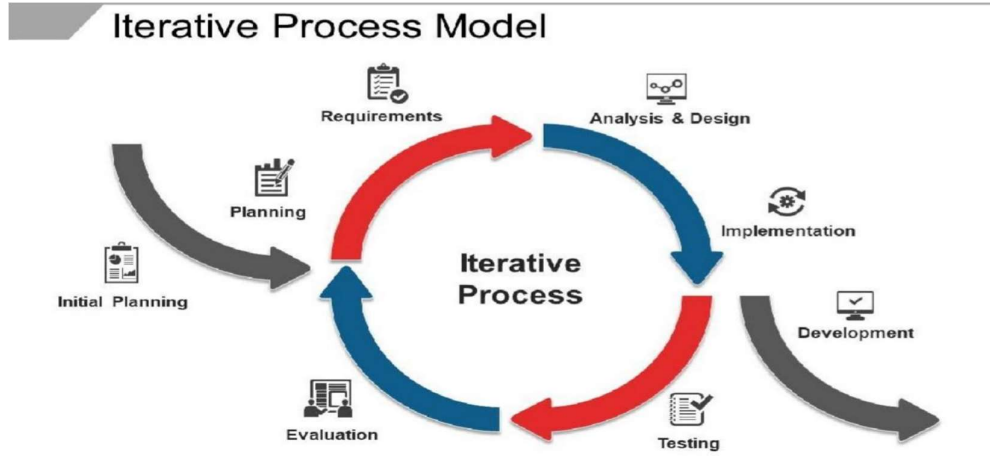 Iterative Process Model
Requirements
Analysis & Design
Planning
Implementation
Initial Planning
Iterative
Process
Development
Evaluation
Testing